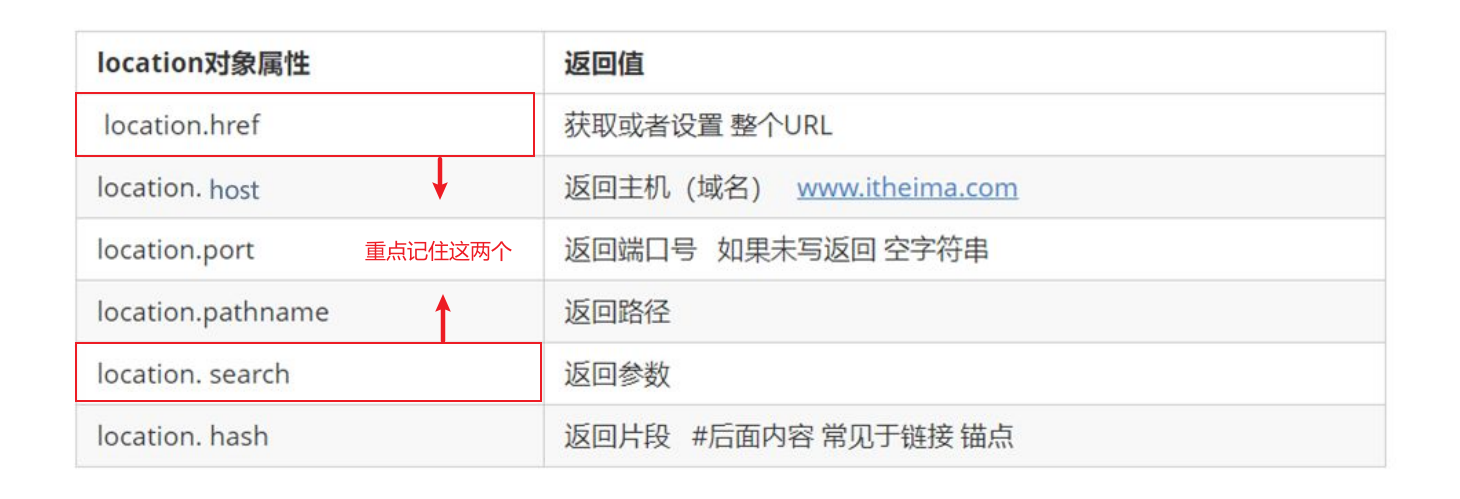 location对象属性 返回值
location.href 获取或者设置 整个URL
location. host 返回主机（域名） www.itheima.com
location.port 重点记住这两个 返回端口号 如果未写返回 空字符串
location.pathname 返回路径
location. search 返回参数
location. hash 返回片段 #后面内容 常见于链接 锚点